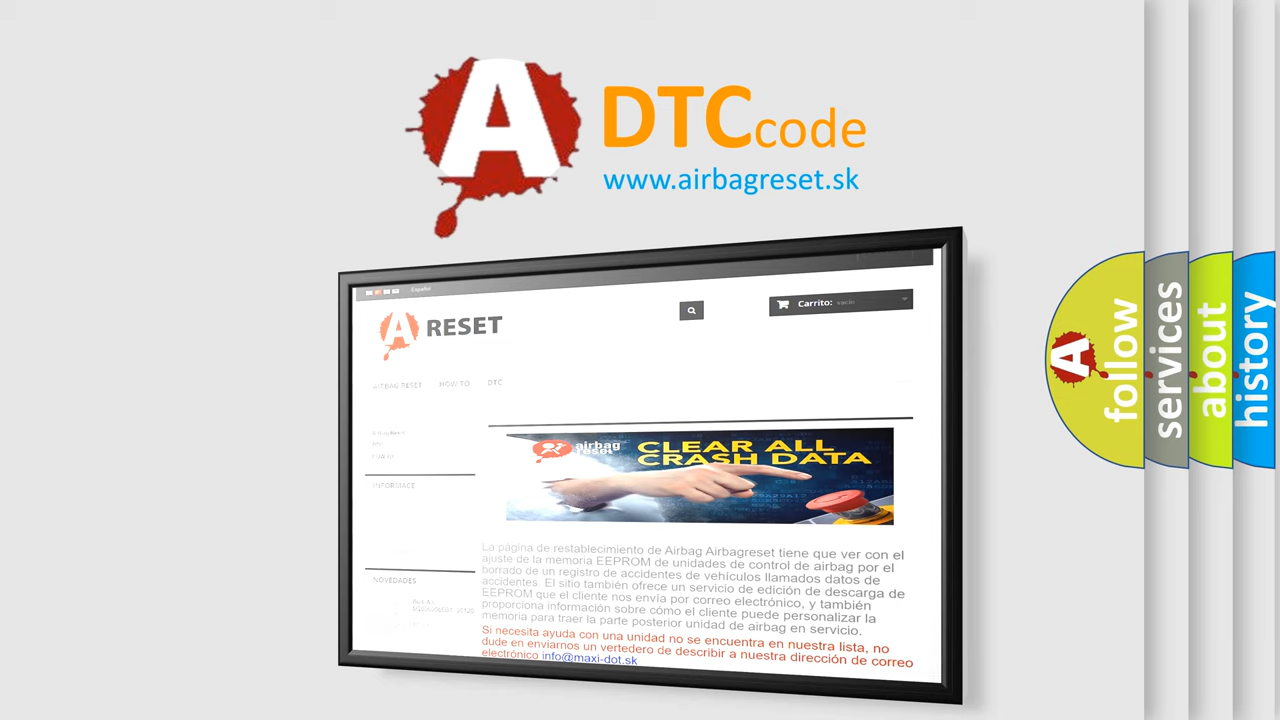 A DTC code
www.airbagreset.sk
Español
A RESET
Carrito: vacío
AIRBAG RESET HOW TO DTC
INFORMACE
NOVEDADES
airbag
reset
CLEAR ALL
CRASH DATA
La página de restablecimiento de Airbag Airbagreset tiene que ver con el
ajuste de la memoria EEPROM de unidades de control de airbag por el
borrado de un registro de accidentes de vehículos llamados datos de
accidentes. El sitio también ofrece un servicio de edición de descarga de
EEPROM que el cliente nos envía por correo electrónico, y también
proporciona información sobre cómo el cliente puede personalizar la
memoria para traer la parte posterior unidad de airbag en servicio.
Si necesita ayuda con una unidad no se encuentra en nuestra lista, no
dude en enviarnos un vertedero de describir a nuestra dirección de correo
electrónico info@maxi-dot.sk
A
follow
services
about
history